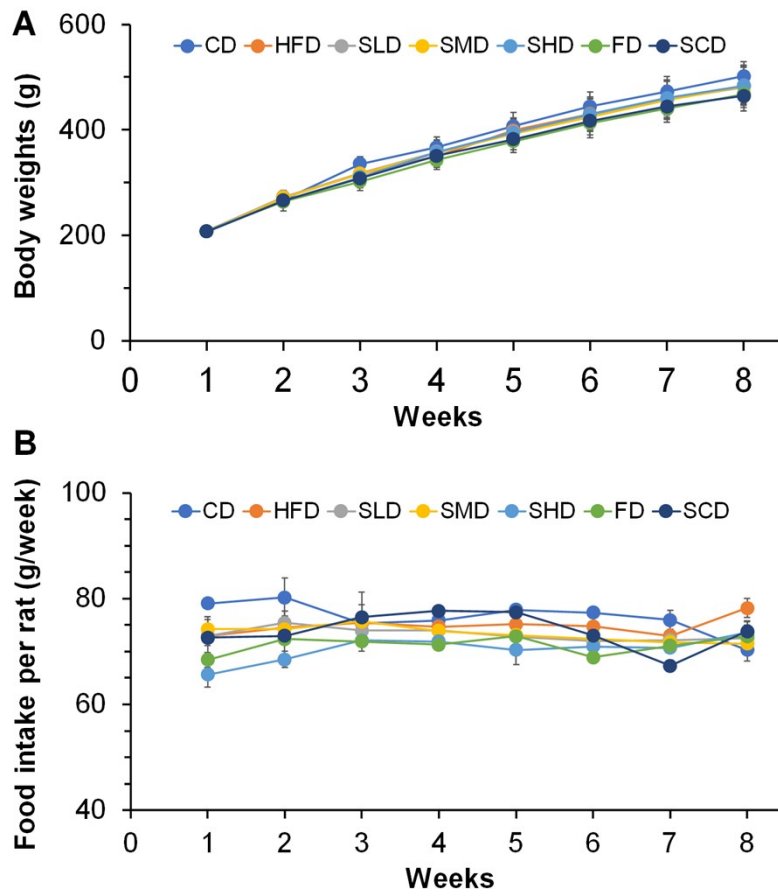 A
Body weights (g)
600
400
200
0
CD HFD SLD SMD SHD FD SCD
0 1 2 3 4 5 6 7 8
Weeks
B
Food intake per rat (g/week)
100
80
60
40
CD HFD SLD SMD SHD FD SCD
0 1 2 3 4 5 6 7 8
Weeks